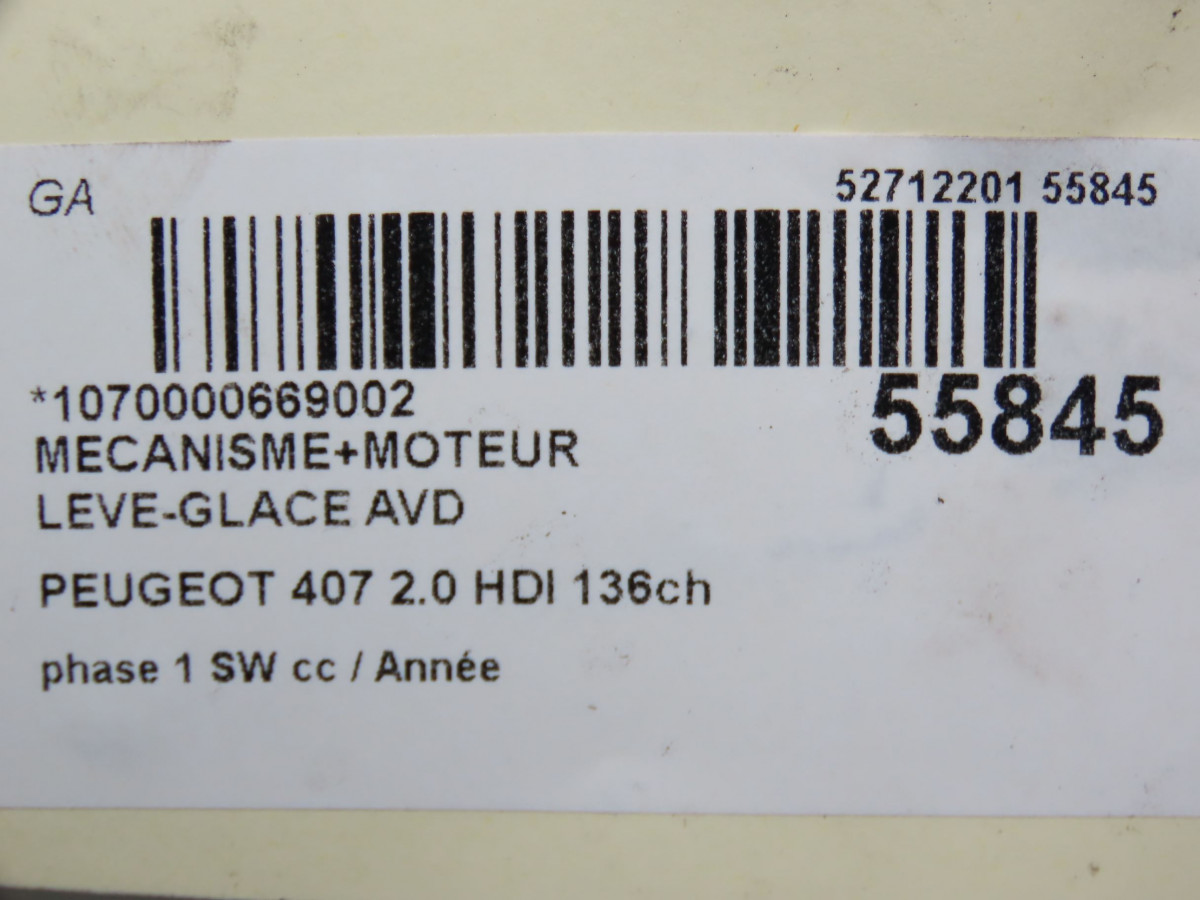 GA
52712201 55845
*1070000669002
55845
MECANISME+MOTEUR
LEVE-GLACE AVD
PEUGEOT 407 2.0 HDI 136ch
phase 1 SW cc / Année